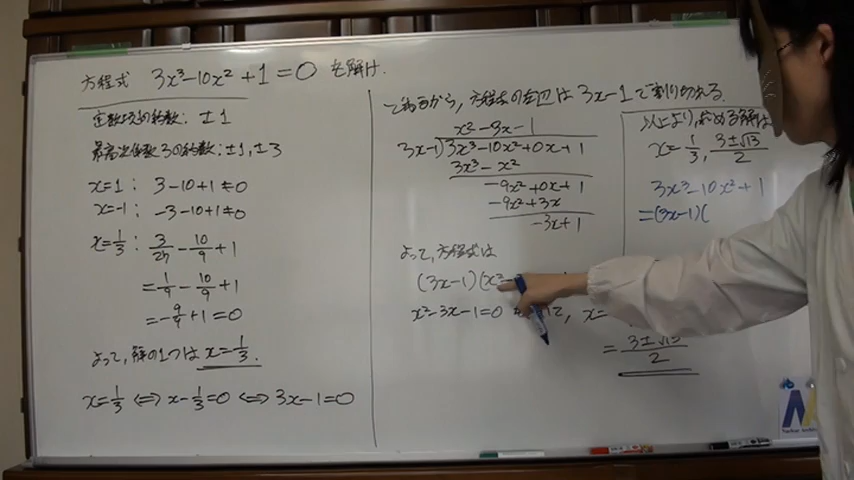 方程式 3x³-10x²+1=0 を解け.
定数項の約数: ±1
最高次係数3の約数: ±1, ±3
x=1: 3-10+1≠0
x=-1: -3-10+1≠0
x=1/3: 3/27 - 10/9 + 1
= 1/9 - 10/9 + 1
= -9/9 + 1 = 0
よって, 解の1つは x=1/3.
x=1/3 ⇔ x-1/3=0 ⇔ 3x-1=0
であるから, 方程式の左辺は 3x-1 で割り切れる.
x²-3x-1
3x-1)3x³-10x²+0x+1
3x³-x²
-9x²+0x+1
-9x²+3x
-3x+1
よって, 方程式は
(3x-1)(x²
x²-3x-1=0
x=
= 3±√13/2
以上より, 求める解は
x=1/3, 3±√13/2
3x³-10x²+1
=(3x-1)(